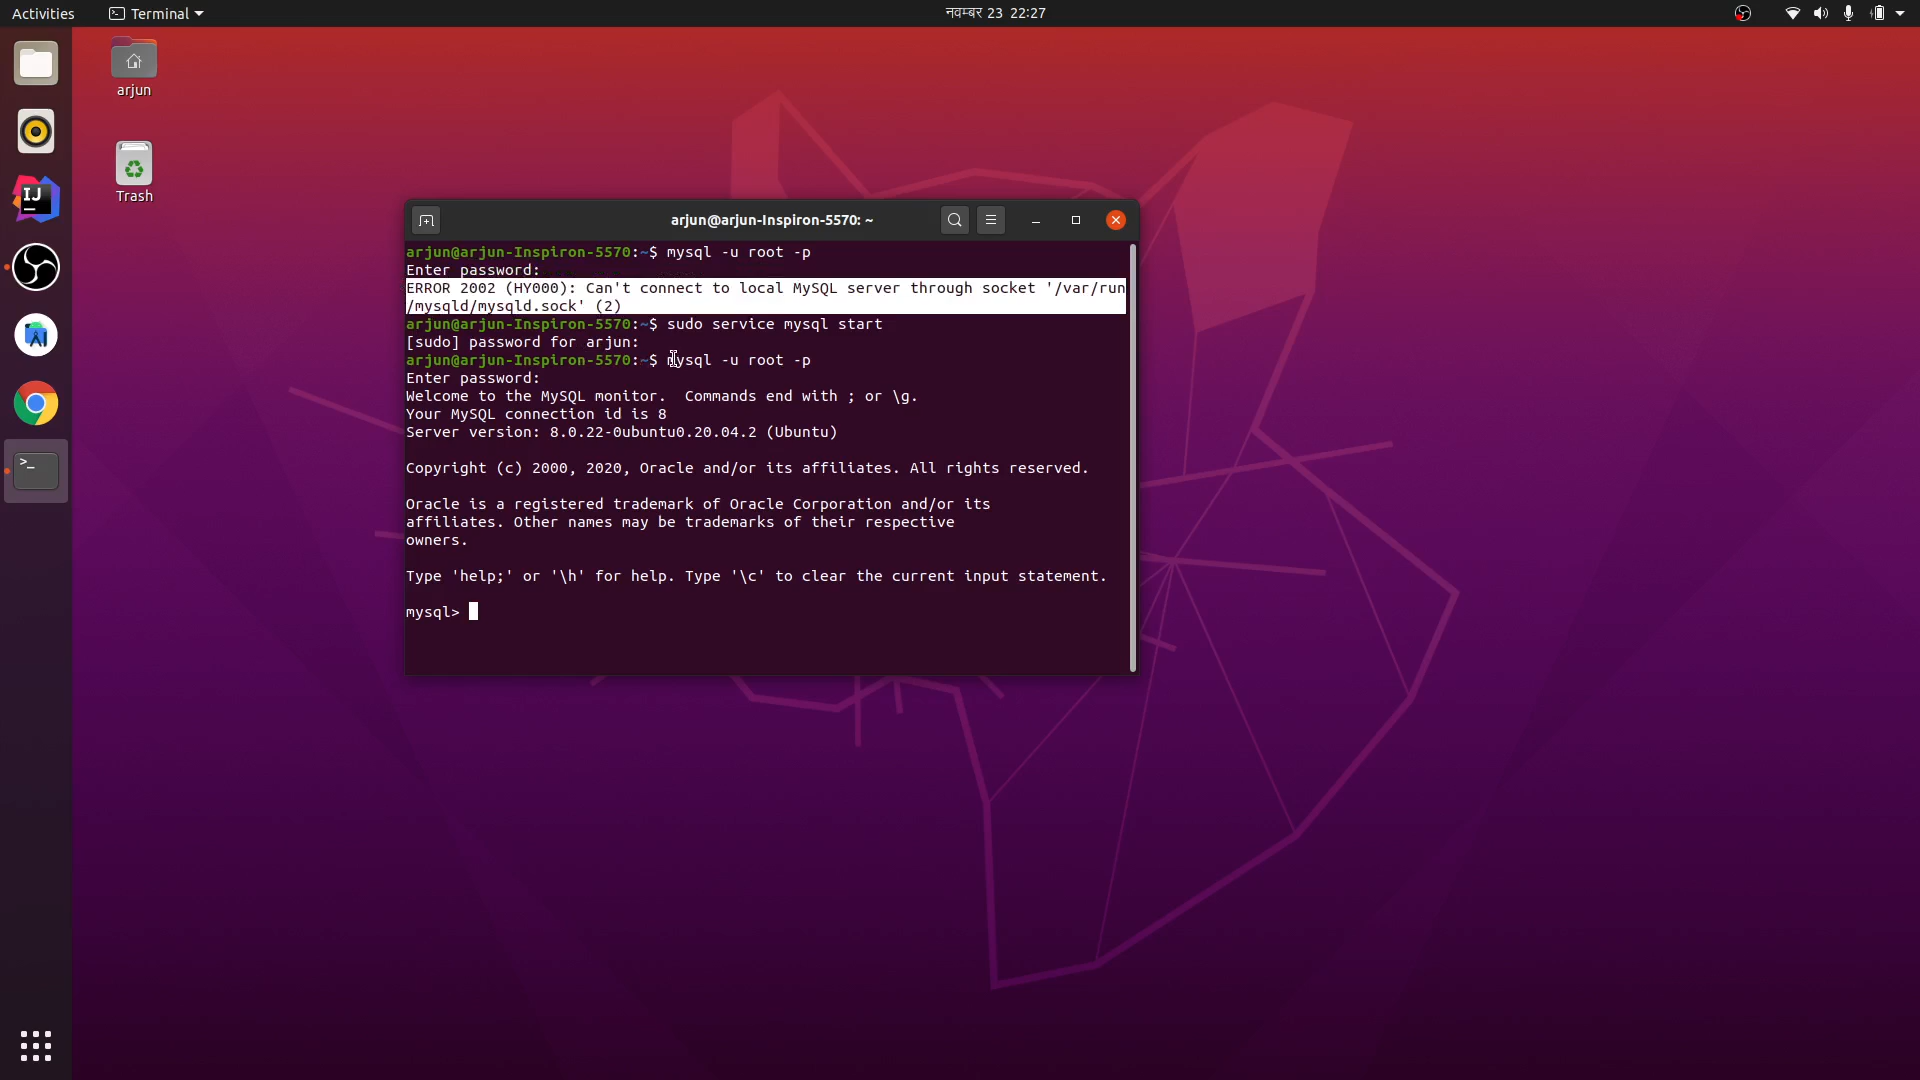 Activities
Terminal
नवम्बर 23 22:27
arjun
Trash
IJ
arjun@arjun-Inspiron-5570: ~
arjun@arjun-Inspiron-5570:~$ mysql -u root -p
Enter password:
ERROR 2002 (HY000): Can't connect to local MySQL server through socket '/var/run
/mysqld/mysqld.sock' (2)
arjun@arjun-Inspiron-5570:~$ sudo service mysql start
[sudo] password for arjun:
arjun@arjun-Inspiron-5570:~$ mysql -u root -p
Enter password:
Welcome to the MySQL monitor.  Commands end with ; or \g.
Your MySQL connection id is 8
Server version: 8.0.22-0ubuntu0.20.04.2 (Ubuntu)
Copyright (c) 2000, 2020, Oracle and/or its affiliates. All rights reserved.
Oracle is a registered trademark of Oracle Corporation and/or its
affiliates. Other names may be trademarks of their respective
owners.
Type 'help;' or '\h' for help. Type '\c' to clear the current input statement.
mysql>